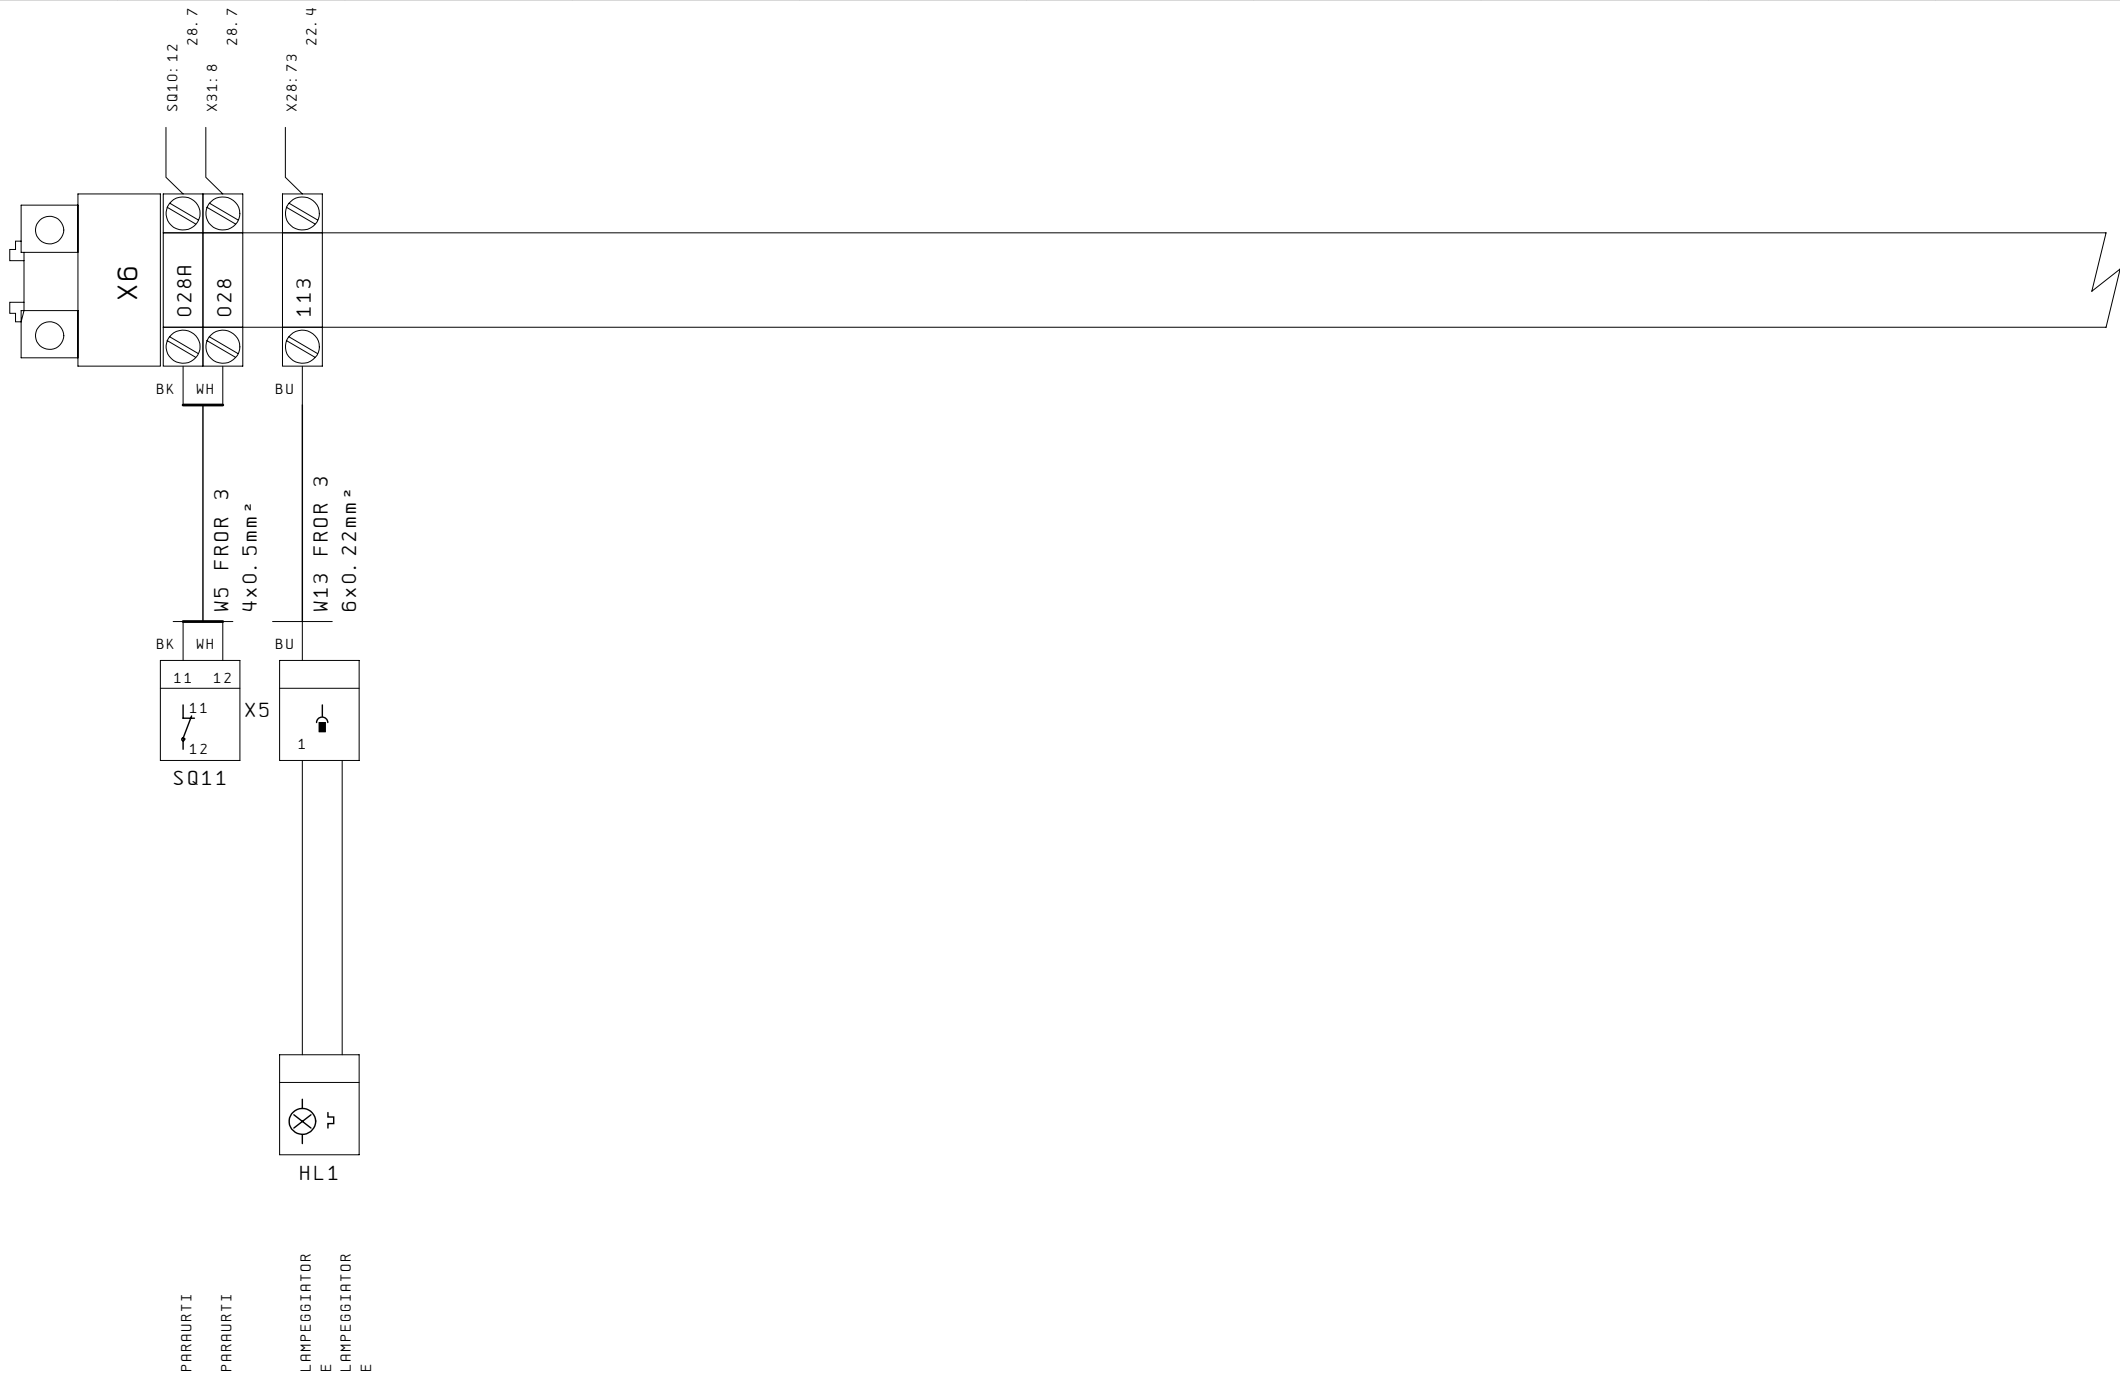 SQ10:12
28.7
X31:8
28.7
X28:73
22.4
X6
028A
028
113
BK
WH
BU
W5 FROR 3
4x0.5mm²
W13 FROR 3
6x0.22mm²
BK
WH
BU
11
12
11
12
SQ11
X5
1
HL1
PARAURTI
PARAURTI
LAMPEGGIATOR
E
LAMPEGGIATOR
E